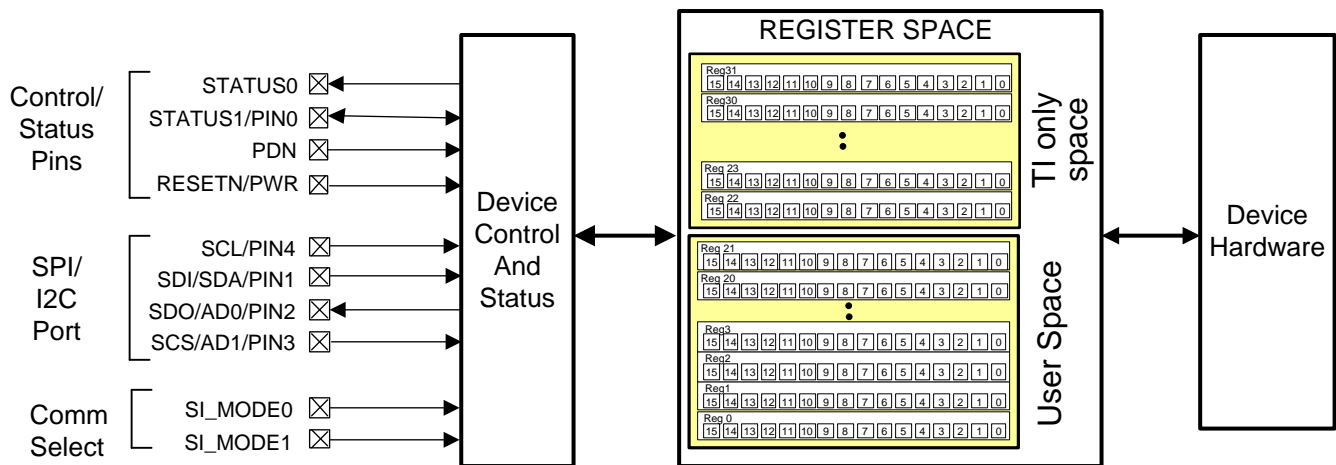 Control/
Status
Pins
STATUS0
STATUS1/PIN0
PDN
RESETN/PWR
SPI/
I2C
Port
SCL/PIN4
SDI/SDA/PIN1
SDO/AD0/PIN2
SCS/AD1/PIN3
Comm
Select
SI_MODE0
SI_MODE1
Device
Control
And
Status
REGISTER SPACE
Reg31
15 14 13 12 11 10 9 8 7 6 5 4 3 2 1 0
Reg30
15 14 13 12 11 10 9 8 7 6 5 4 3 2 1 0
Reg 23
15 14 13 12 11 10 9 8 7 6 5 4 3 2 1 0
Reg 22
15 14 13 12 11 10 9 8 7 6 5 4 3 2 1 0
TI only
space
Reg 21
15 14 13 12 11 10 9 8 7 6 5 4 3 2 1 0
Reg 20
15 14 13 12 11 10 9 8 7 6 5 4 3 2 1 0
Reg3
15 14 13 12 11 10 9 8 7 6 5 4 3 2 1 0
Reg2
15 14 13 12 11 10 9 8 7 6 5 4 3 2 1 0
Reg1
15 14 13 12 11 10 9 8 7 6 5 4 3 2 1 0
Reg 0
15 14 13 12 11 10 9 8 7 6 5 4 3 2 1 0
User Space
Device
Hardware